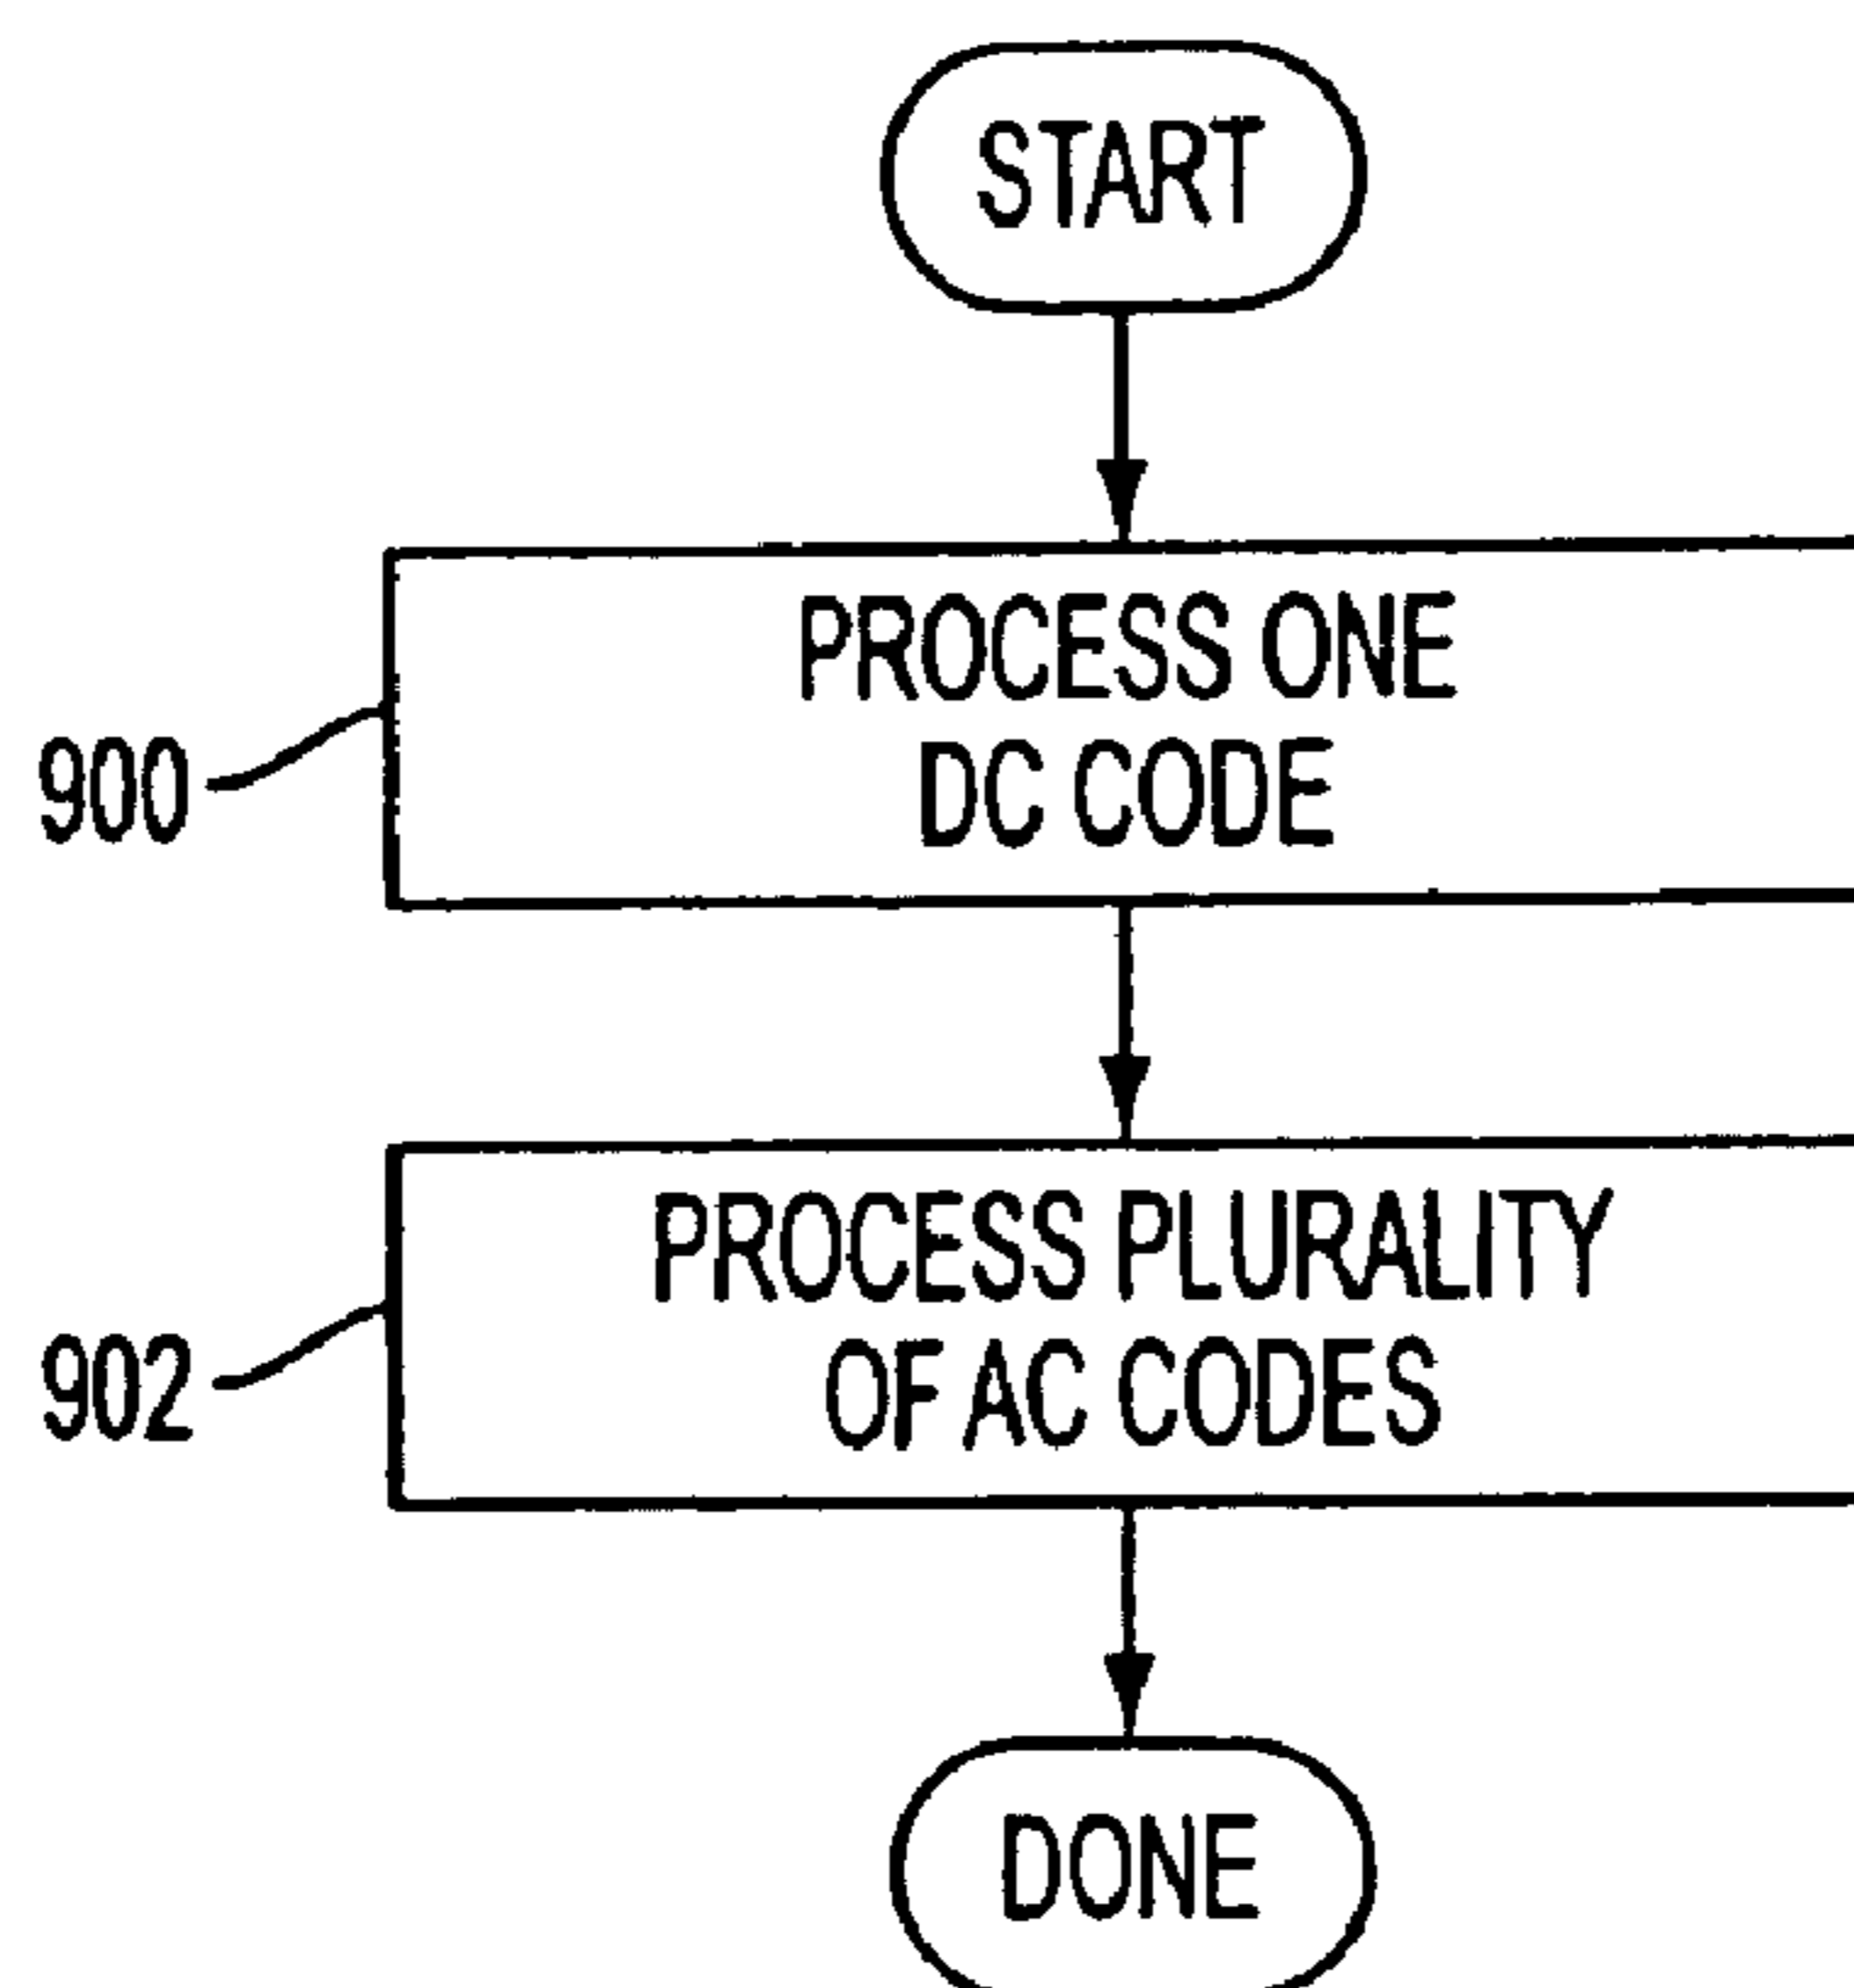 START
PROCESS ONE
DC CODE
900
PROCESS PLURALITY
OF AC CODES
902
DONE